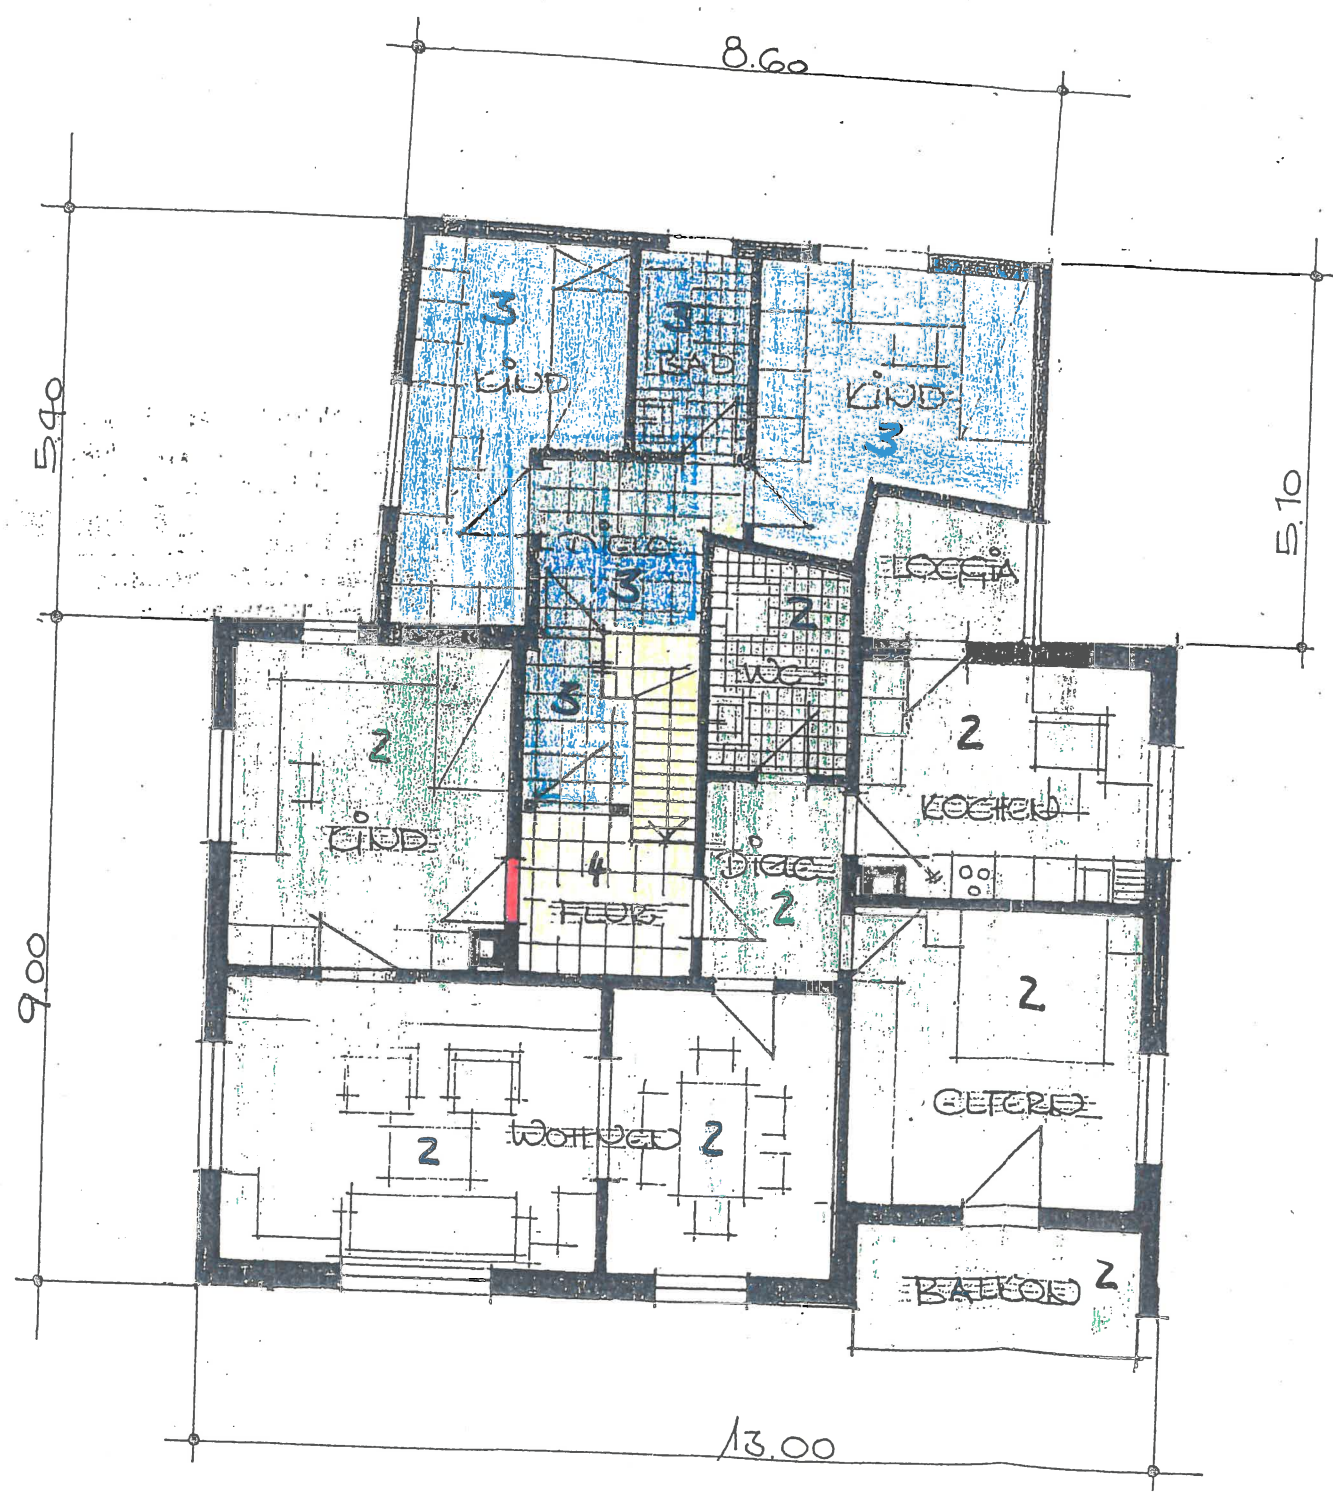 8.60
5.40
3
KIND
3
BAD
KIND
3
5.10
DIELE
3
LOGGIA
2
WC
3
2
KOCHEN
2
KIND
4
FLUR
DIELE
2
9.00
2
ELTERN
WOHNEN
2
2
BALKON
2
13.00